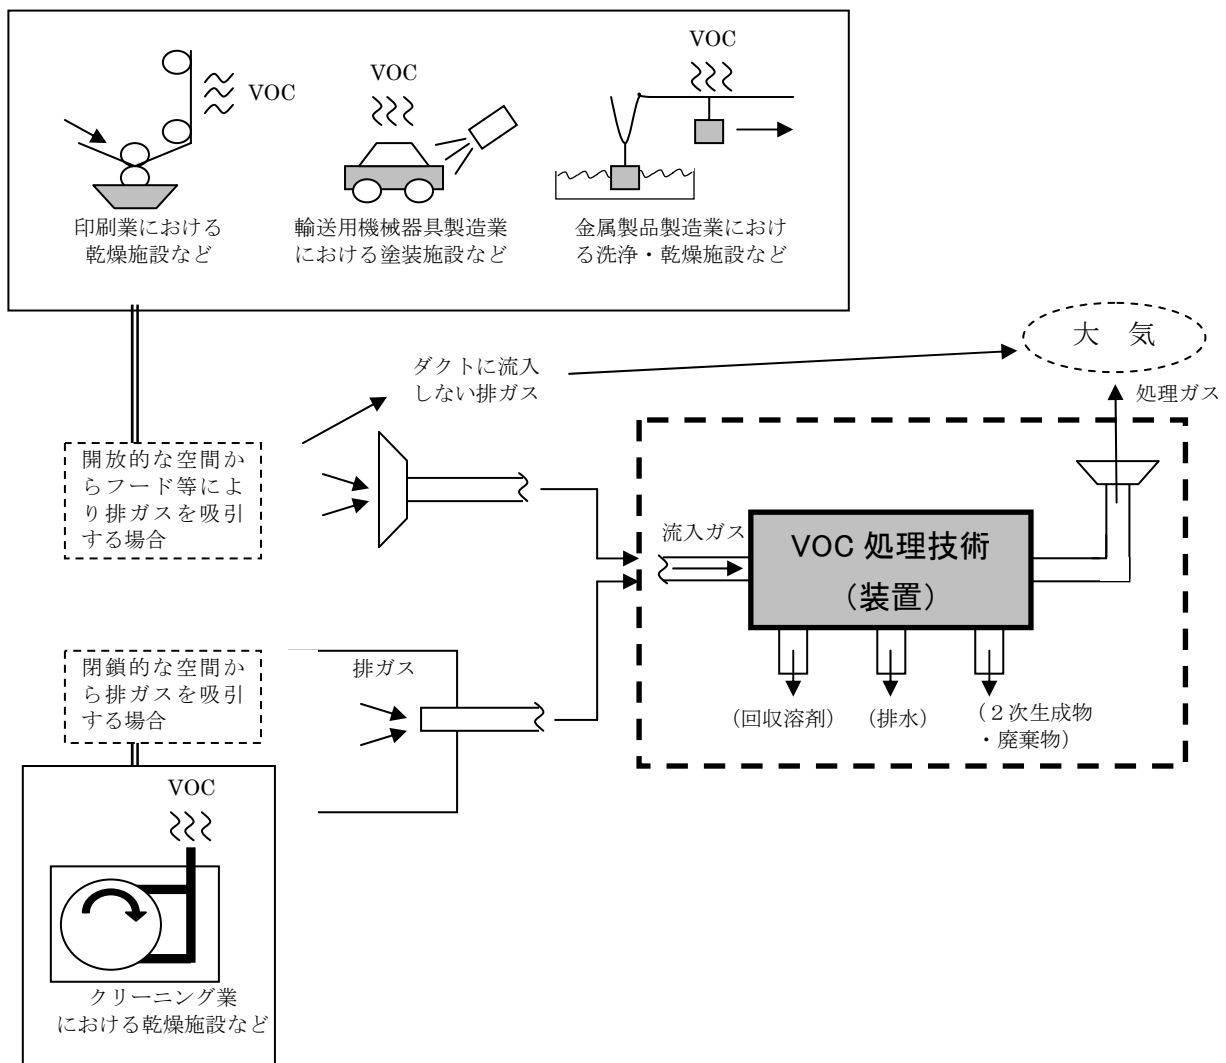 VOC
VOC
VOC
印刷業における
乾燥施設など
輸送用機械器具製造業
における塗装施設など
金属製品製造業におけ
る洗浄・乾燥施設など
大 気
ダクトに流入
しない排ガス
処理ガス
開放的な空間か
らフード等によ
り排ガスを吸引
する場合
流入ガス
VOC 処理技術
（装置）
閉鎖的な空間か
ら排ガスを吸引
する場合
排ガス
（回収溶剤）
（排水）
（２次生成物
・廃棄物）
VOC
クリーニング業
における乾燥施設など